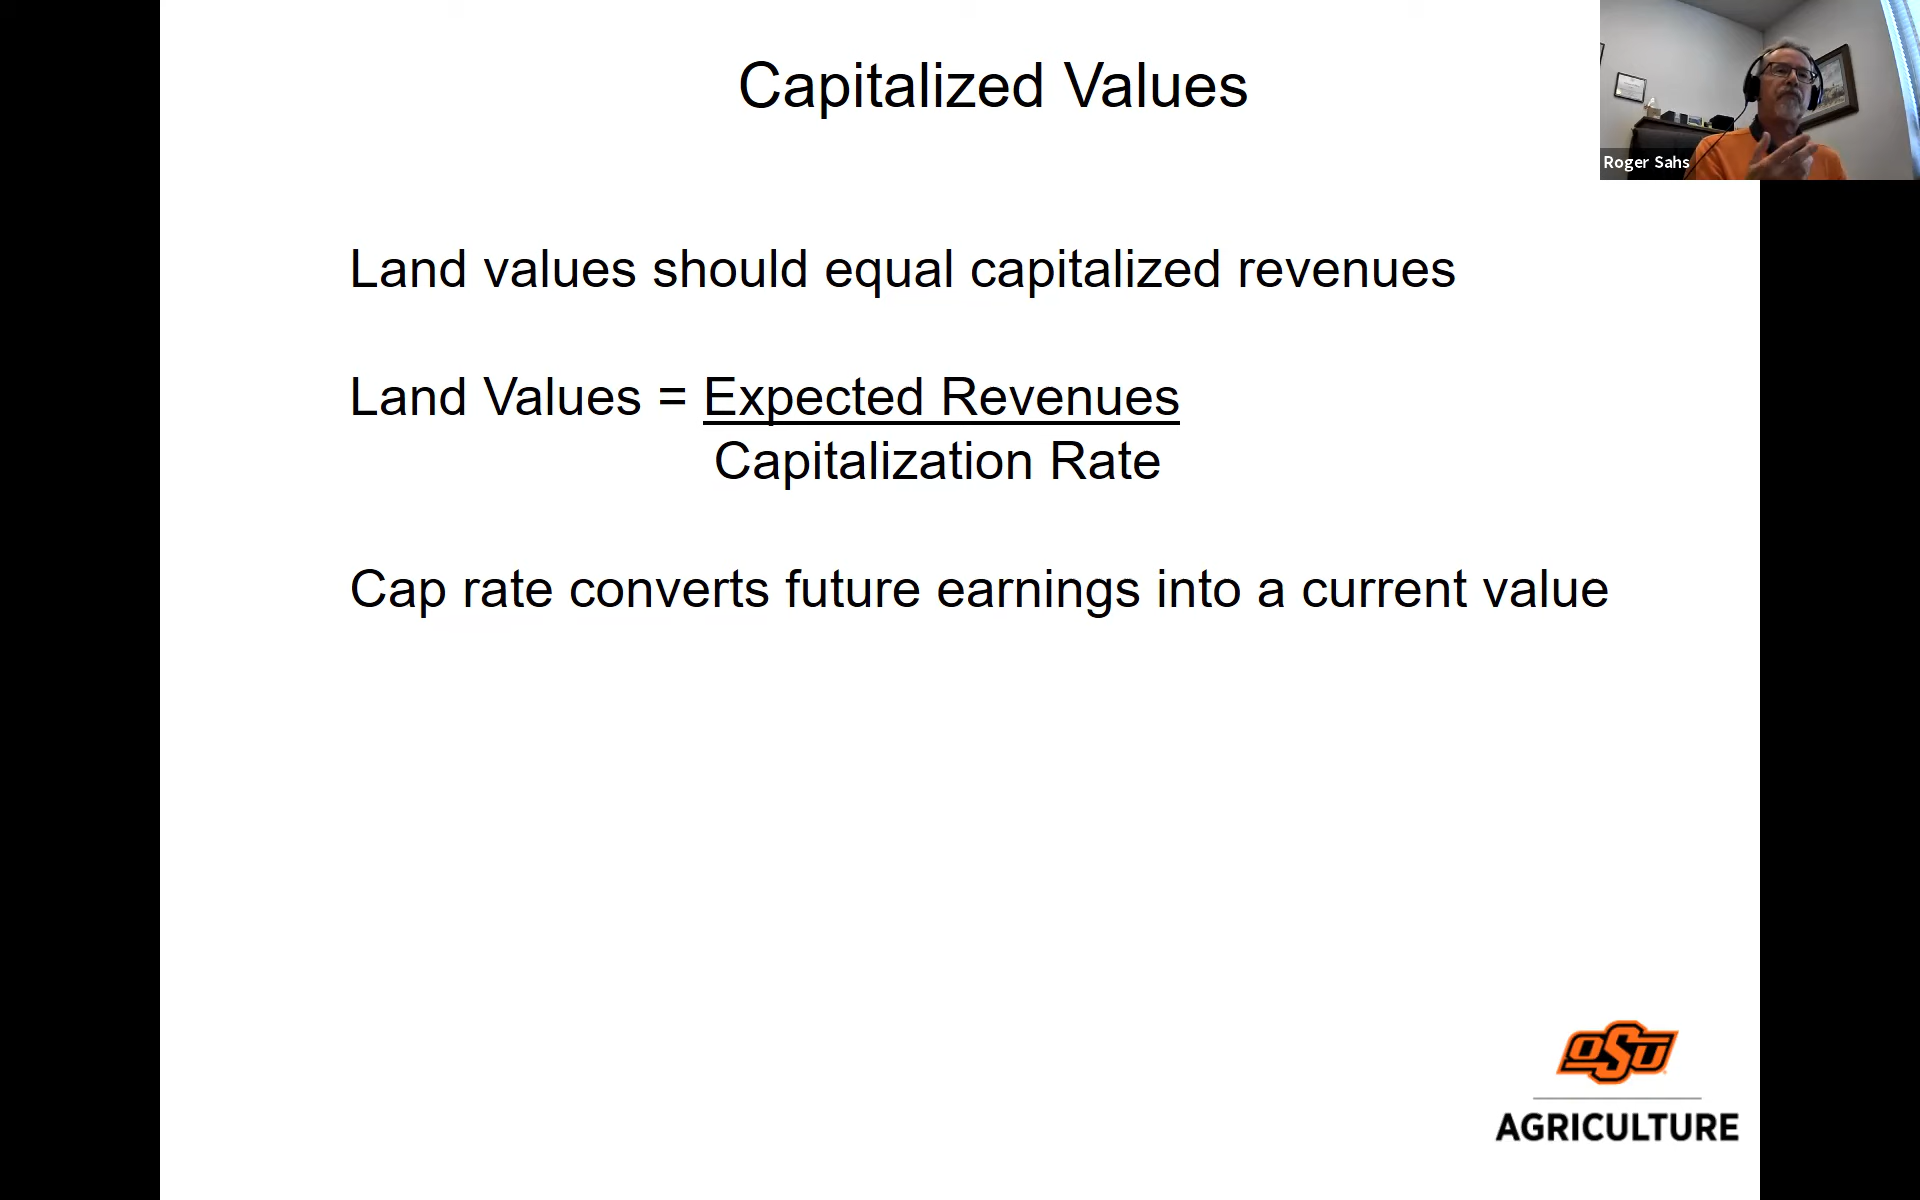 Capitalized Values
Roger Sahs
Land values should equal capitalized revenues
Land Values = Expected Revenues
Capitalization Rate
Cap rate converts future earnings into a current value
OSU
AGRICULTURE